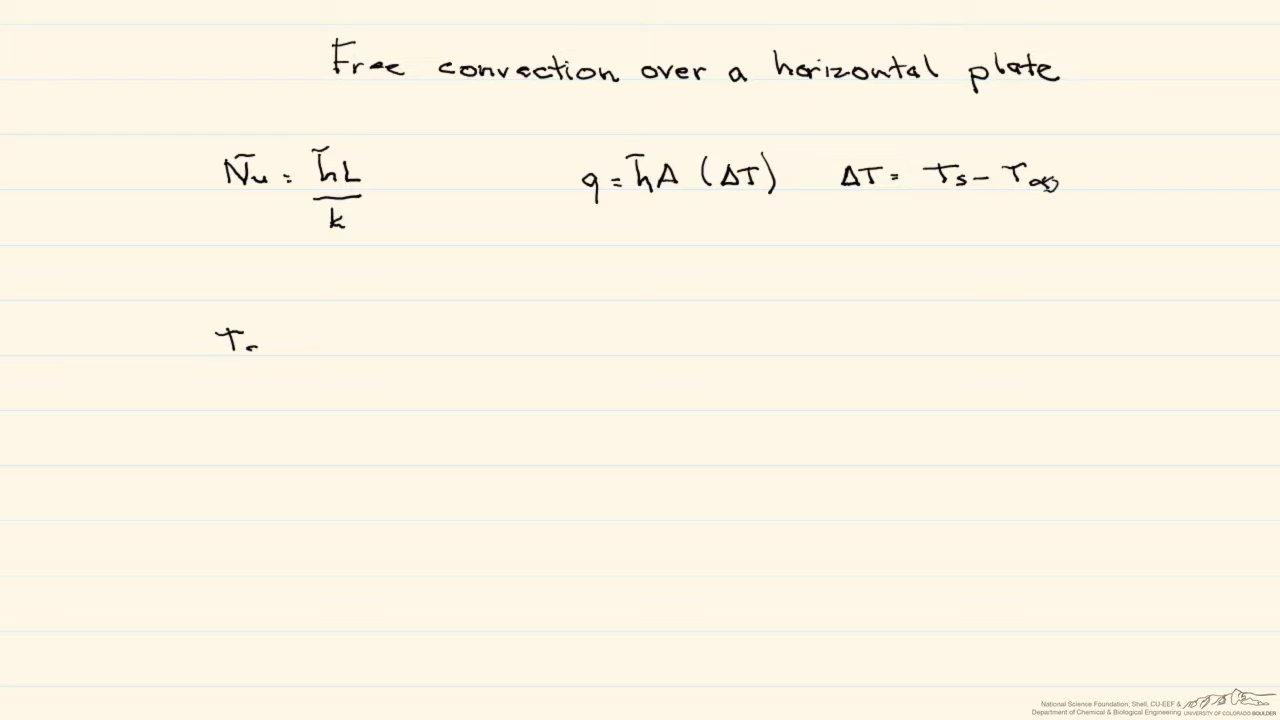 Free convection over a horizontal plate
N̄u = h̄L / k
q = h̄A (ΔT) ΔT = Ts - T∞
T
National Science Foundation, Shell, CU-EEF &
Department of Chemical & Biological Engineering UNIVERSITY OF COLORADO BOULDER